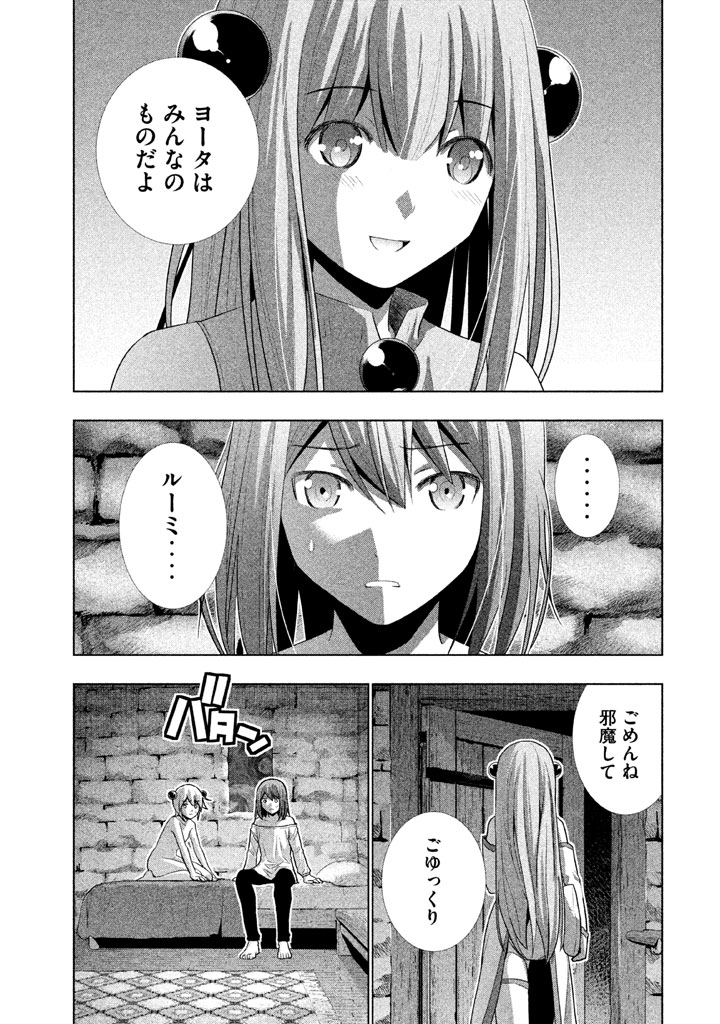 ヨータは
みんなの
ものだよ
・・・・・・
ルーミ・・・・
ごめんね
邪魔して
ごゆっくり
バターン